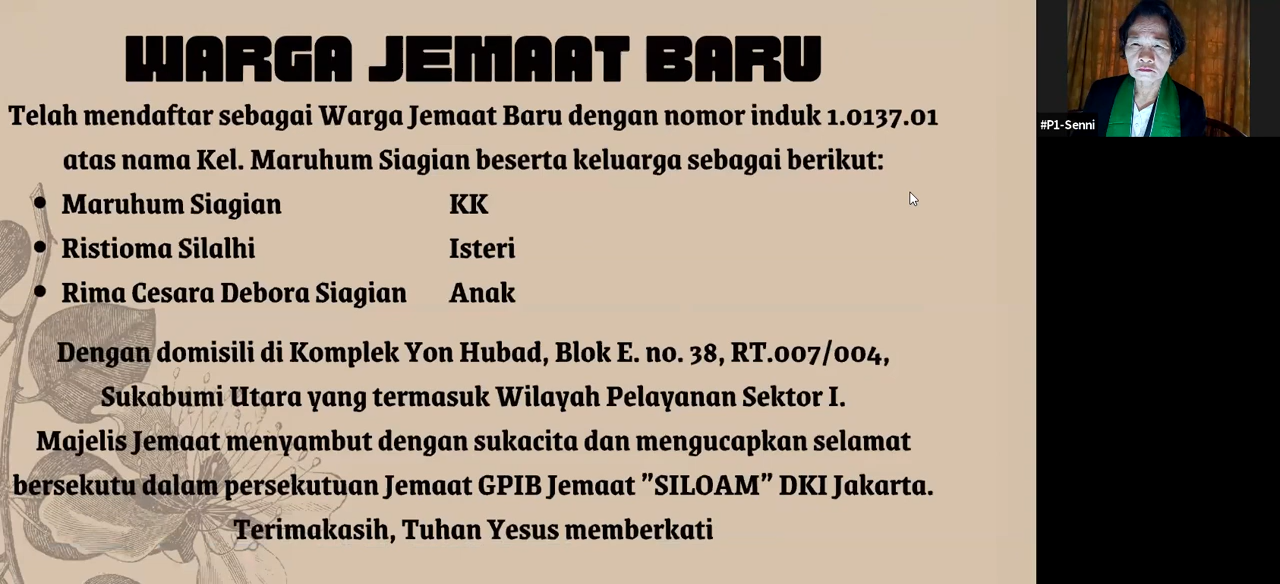 WARGA JEMAAT BARU
Telah mendaftar sebagai Warga Jemaat Baru dengan nomor induk 1.0137.01
atas nama Kel. Maruhum Siagian beserta keluarga sebagai berikut:
• Maruhum Siagian KK
• Ristioma Silalhi Isteri
• Rima Cesara Debora Siagian Anak
Dengan domisili di Komplek Yon Hubad, Blok E. no. 38, RT.007/004,
Sukabumi Utara yang termasuk Wilayah Pelayanan Sektor I.
Majelis Jemaat menyambut dengan sukacita dan mengucapkan selamat
bersekutu dalam persekutuan Jemaat GPIB Jemaat ”SILOAM” DKI Jakarta.
Terimakasih, Tuhan Yesus memberkati
#P1-Senni